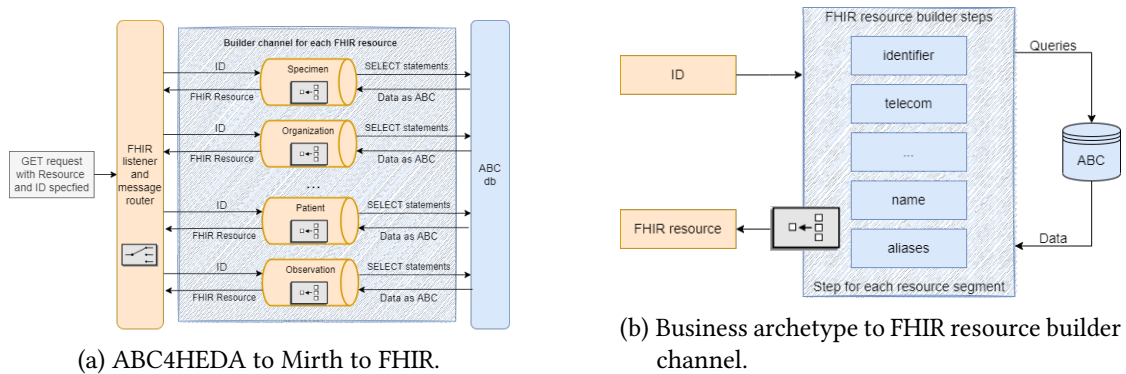 Builder channel for each FHIR resource
GET request
with Resource
and ID specfied
FHIR
listener
and
message
router
ID
Specimen
SELECT statements
FHIR Resource
Data as ABC
ID
Organization
SELECT statements
FHIR Resource
Data as ABC
...
ID
Patient
SELECT statements
FHIR Resource
Data as ABC
ID
Observation
SELECT statements
FHIR Resource
Data as ABC
ABC
db
(a) ABC4HEDA to Mirth to FHIR.
FHIR resource builder steps
ID
identifier
telecom
...
name
aliases
Queries
ABC
Data
FHIR resource
Step for each resource segment
(b) Business archetype to FHIR resource builder
channel.